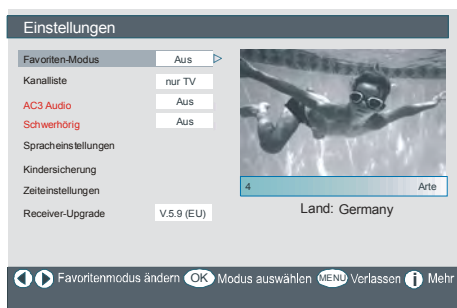 Einstellungen
Favoriten-Modus Aus
Kanalliste nur TV
AC3 Audio Aus
Schwerhörig Aus
Spracheinstellungen
Kindersicherung
Zeiteinstellungen
Receiver-Upgrade V.5.9 (EU)
4 Arte
Land: Germany
Favoritenmodus ändern OK Modus auswählen MENU Verlassen i Mehr